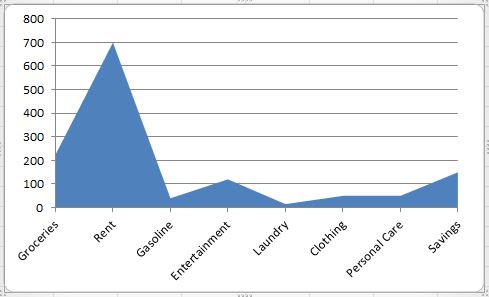 800
700
600
500
400
300
200
100
0
Groceries
Rent
Gasoline
Entertainment
Laundry
Clothing
Personal Care
Savings